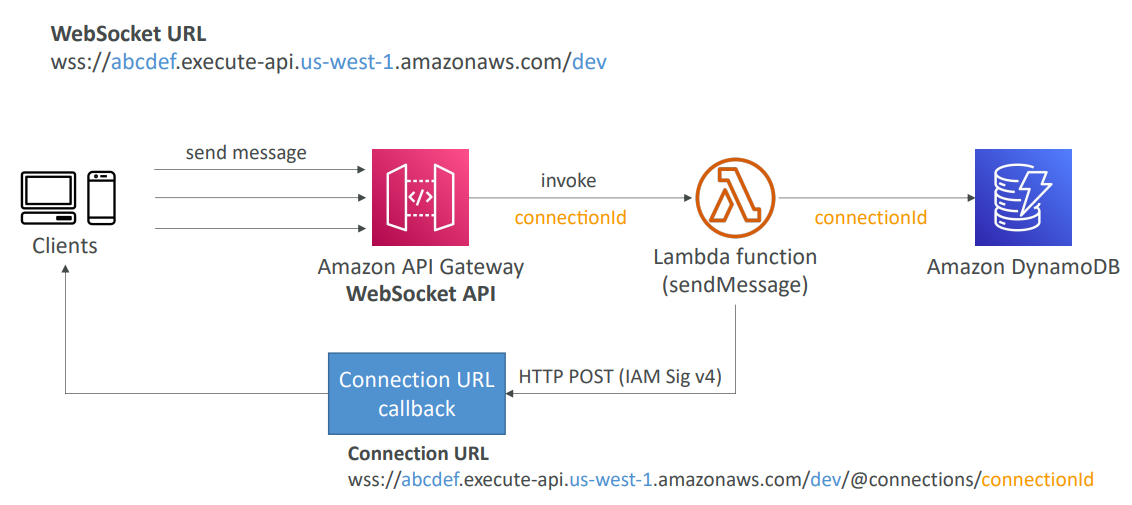 WebSocket URL
wss://abcdef.execute-api.us-west-1.amazonaws.com/dev
send message
invoke
connectionId
connectionId
Clients
Amazon API Gateway
WebSocket API
Lambda function
(sendMessage)
Amazon DynamoDB
Connection URL
callback
HTTP POST (IAM Sig v4)
Connection URL
wss://abcdef.execute-api.us-west-1.amazonaws.com/dev/@connections/connectionId